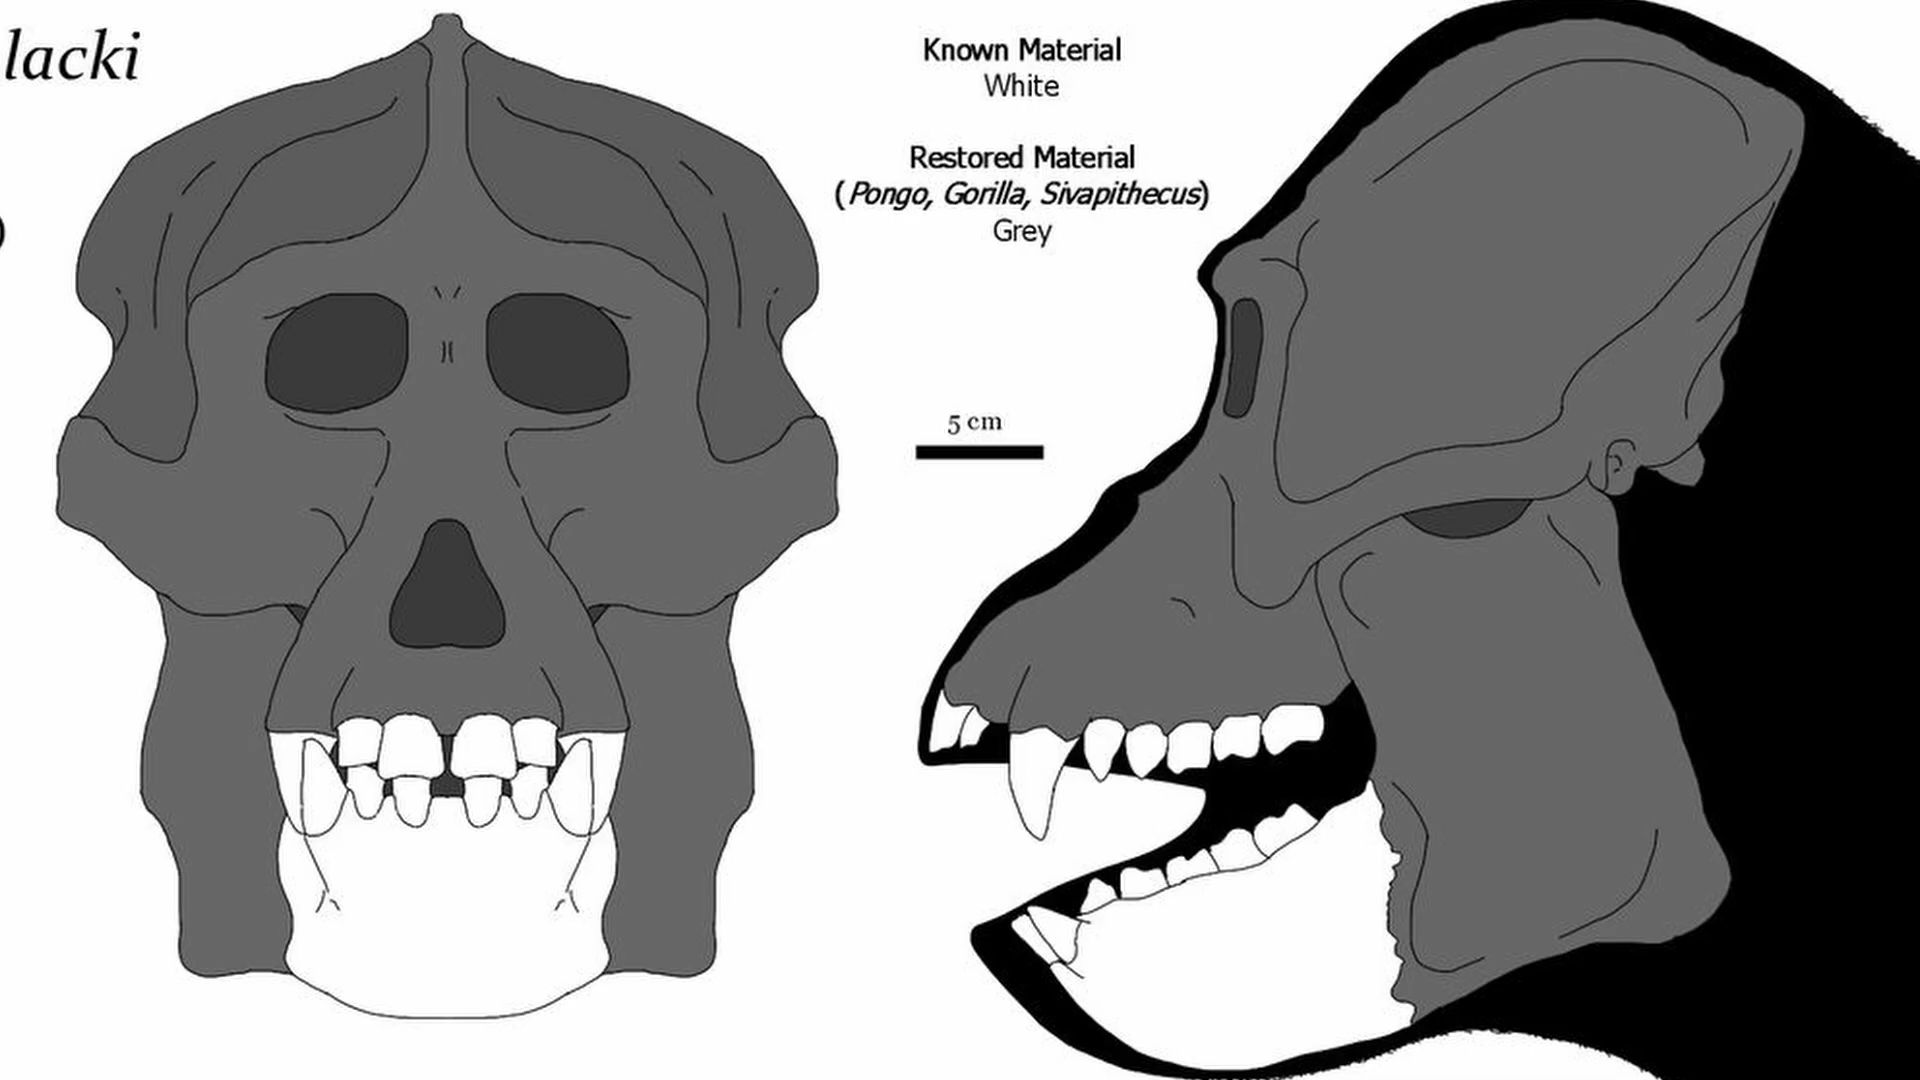 lacki
)
Known Material
White
Restored Material
(Pongo, Gorilla, Sivapithecus)
Grey
5 cm